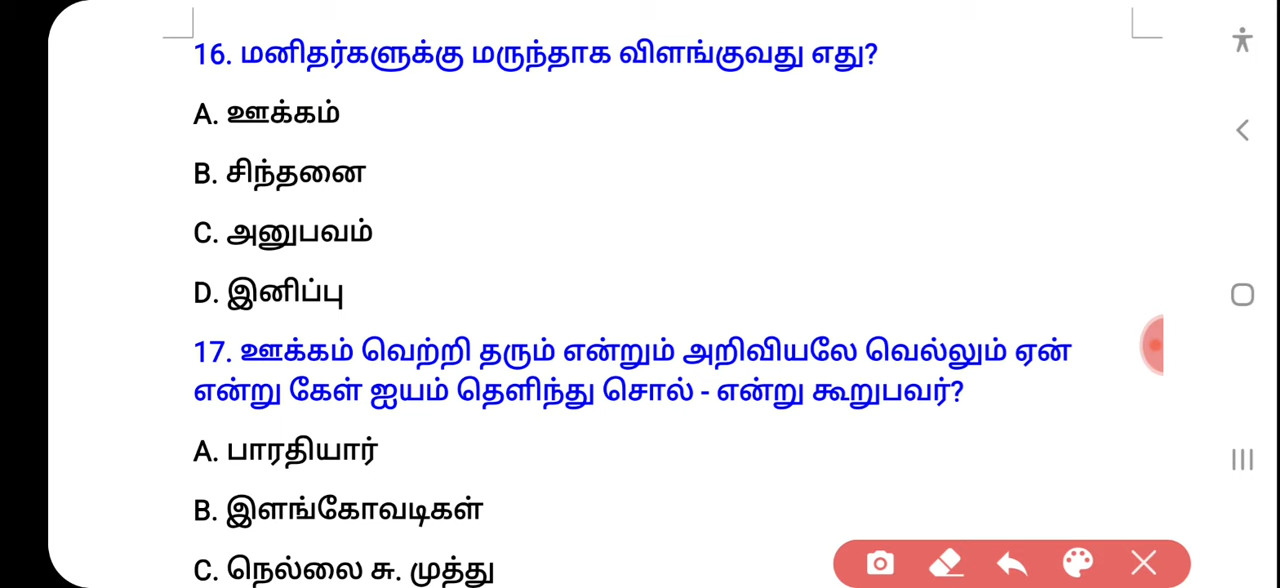 16. மனிதர்களுக்கு மருந்தாக விளங்குவது எது?
A. ஊக்கம்
B. சிந்தனை
C. அனுபவம்
D. இனிப்பு
17. ஊக்கம் வெற்றி தரும் என்றும் அறிவியலே வெல்லும் ஏன்
என்று கேள் ஐயம் தெளிந்து சொல் - என்று கூறுபவர்?
A. பாரதியார்
B. இளங்கோவடிகள்
C. நெல்லை சு. முத்து